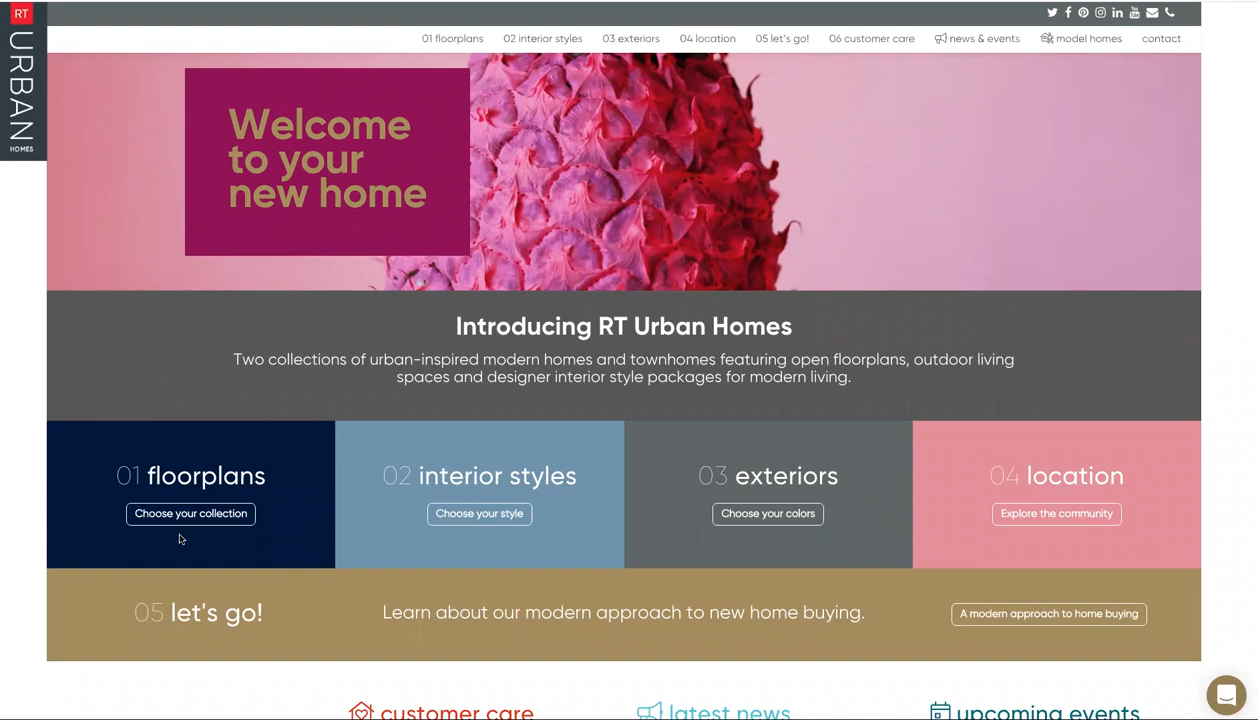 RT
URBAN
HOMES
01 floorplans
02 interior styles
03 exteriors
04 location
05 let's go!
06 customer care
news & events
model homes
contact
Welcome
to your
new home
Introducing RT Urban Homes
Two collections of urban-inspired modern homes and townhomes featuring open floorplans, outdoor living
spaces and designer interior style packages for modern living.
01 floorplans
Choose your collection
02 interior styles
Choose your style
03 exteriors
Choose your colors
04 location
Explore the community
05 let's go!
Learn about our modern approach to new home buying.
A modern approach to home buying
customer care
latest news
upcoming events